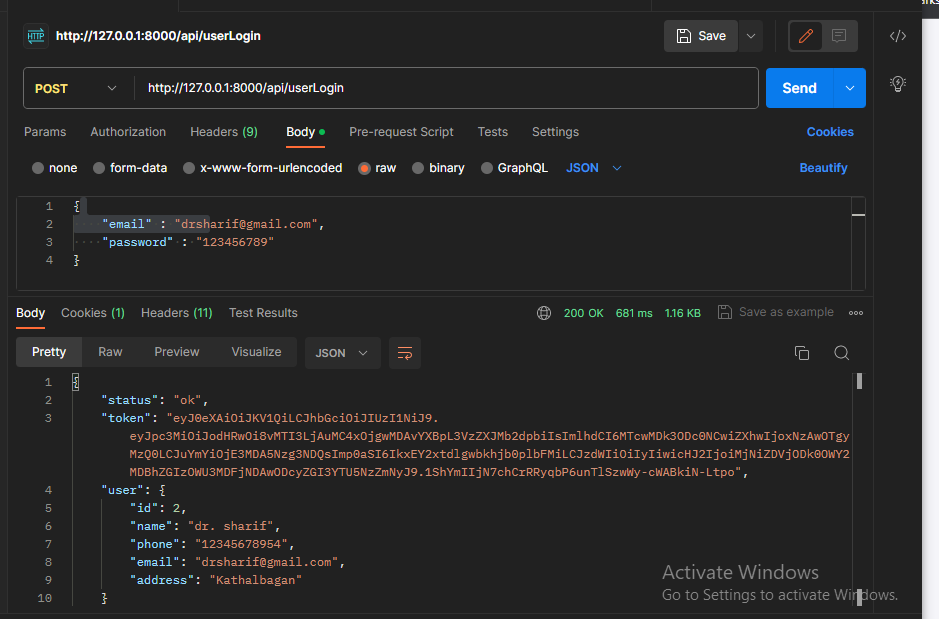 HTTP http://127.0.0.1:8000/api/userLogin Save
POST http://127.0.0.1:8000/api/userLogin Send
Params Authorization Headers (9) Body Pre-request Script Tests Settings Cookies
none form-data x-www-form-urlencoded raw binary GraphQL JSON Beautify
1 {
2 "email" : "drsharif@gmail.com",
3 "password" : "123456789"
4 }
Body Cookies (1) Headers (11) Test Results 200 OK 681 ms 1.16 KB Save as example
Pretty Raw Preview Visualize JSON
1 {
2 "status": "ok",
3 "token": "eyJ0eXAiOiJKV1QiLCJhbGciOiJIUzI1NiJ9.
eyJpc3MiOiJodHRwOi8vMTI3LjAuMC4xOjgwMDAvYXBpL3VzZXJMb2dpbiIsImlhdCI6MTcwMDk3ODc0NCwiZXhwIjoxNzAwOTgy
MzQ0LCJuYmYiOjE3MDA5Nzg3NDQsImp0aSI6IkxEY2xtdlgwbkhjb0plbFMiLCJzdWIiOiIyIiwicHJ2IjoiMjNiZDVjODk0OWY2
MDBhZGIzOWU3MDFjNDAwODcyZGI3YTU5NzZmNyJ9.1ShYmIIjN7chCrRRyqbP6unTlSzwWy-cWABkiN-Ltpo",
4 "user": {
5 "id": 2,
6 "name": "dr. sharif",
7 "phone": "12345678954",
8 "email": "drsharif@gmail.com",
9 "address": "Kathalbagan"
10 }
Activate Windows
Go to Settings to activate Windows.